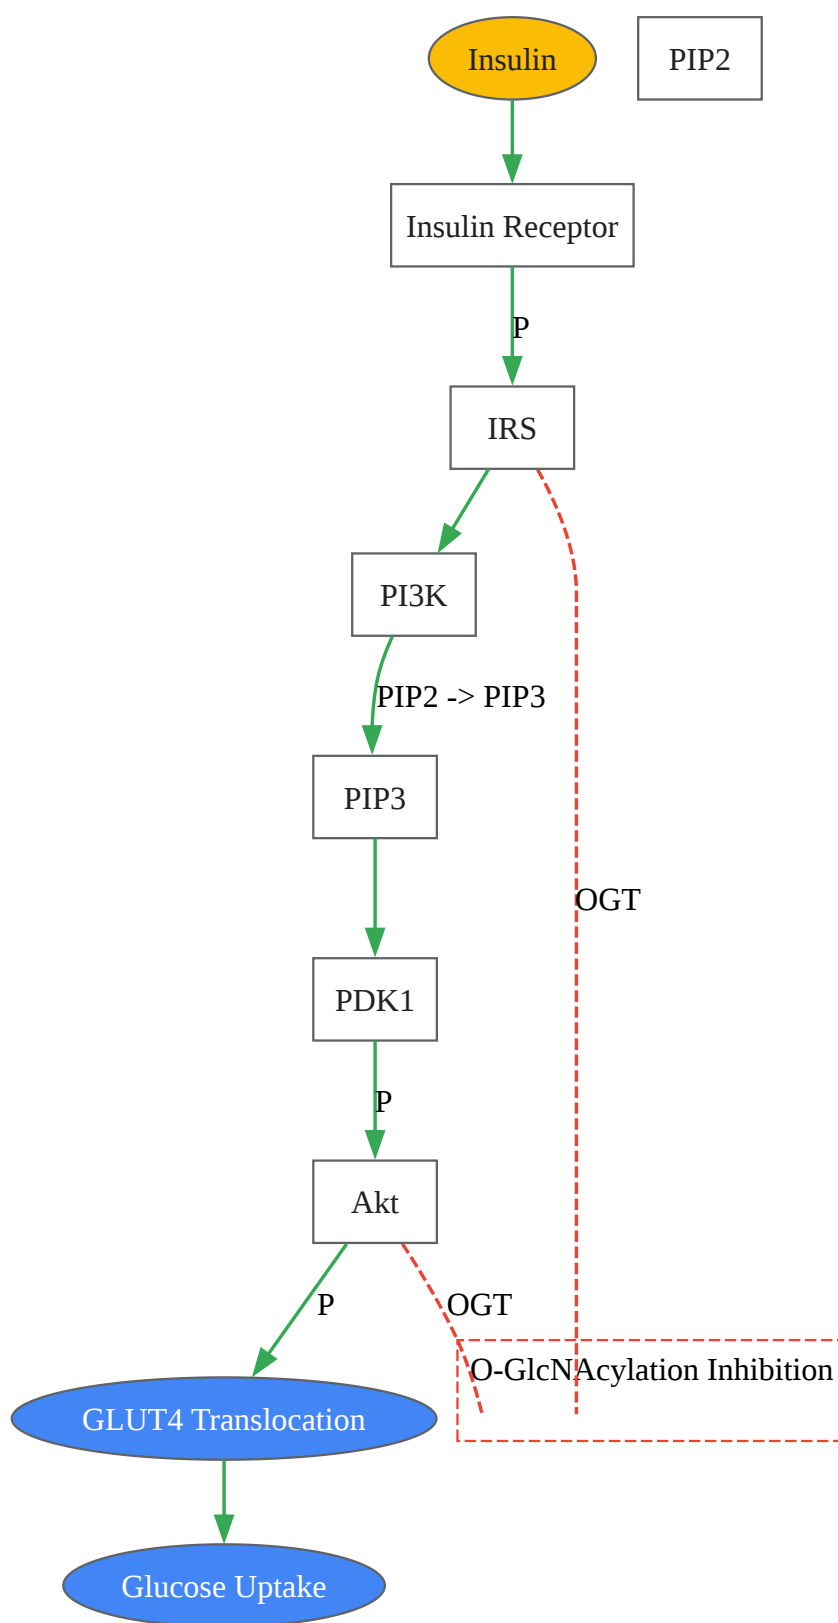 Insulin
PIP2
Insulin Receptor
P
IRS
PI3K
PIP2 -> PIP3
PIP3
OGT
PDK1
P
Akt
P
OGT
O-GlcNAcylation Inhibition
GLUT4 Translocation
Glucose Uptake